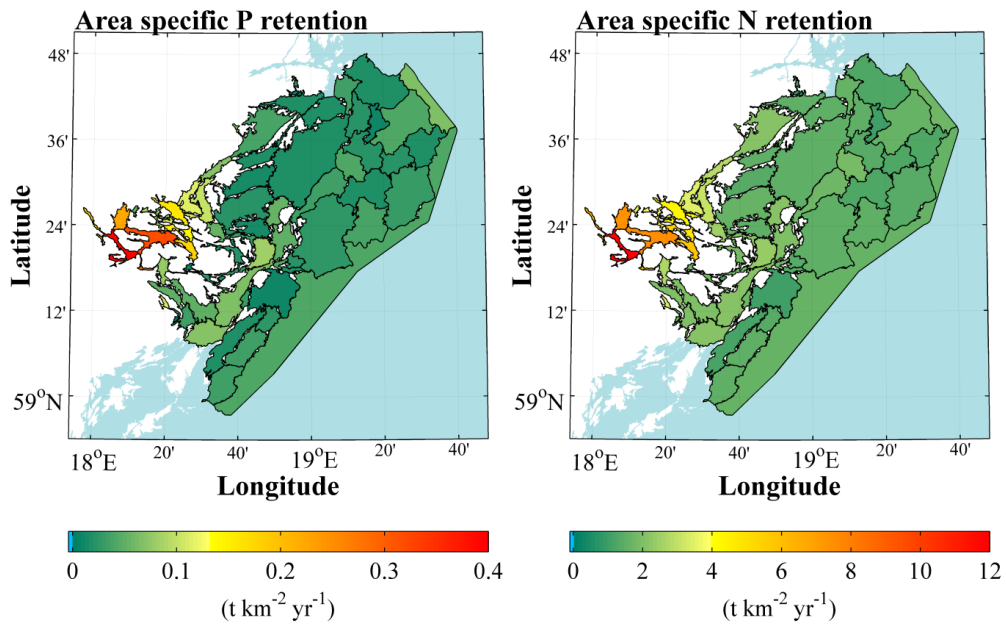 Area specific P retention
Area specific N retention
Latitude
48'
36'
24'
12'
59°N
18°E
20'
40'
19°E
20'
40'
Longitude
Latitude
48'
36'
24'
12'
59°N
18°E
20'
40'
19°E
20'
40'
Longitude
0 0.1 0.2 0.3 0.4
(t km⁻² yr⁻¹)
0 2 4 6 8 10 12
(t km⁻² yr⁻¹)